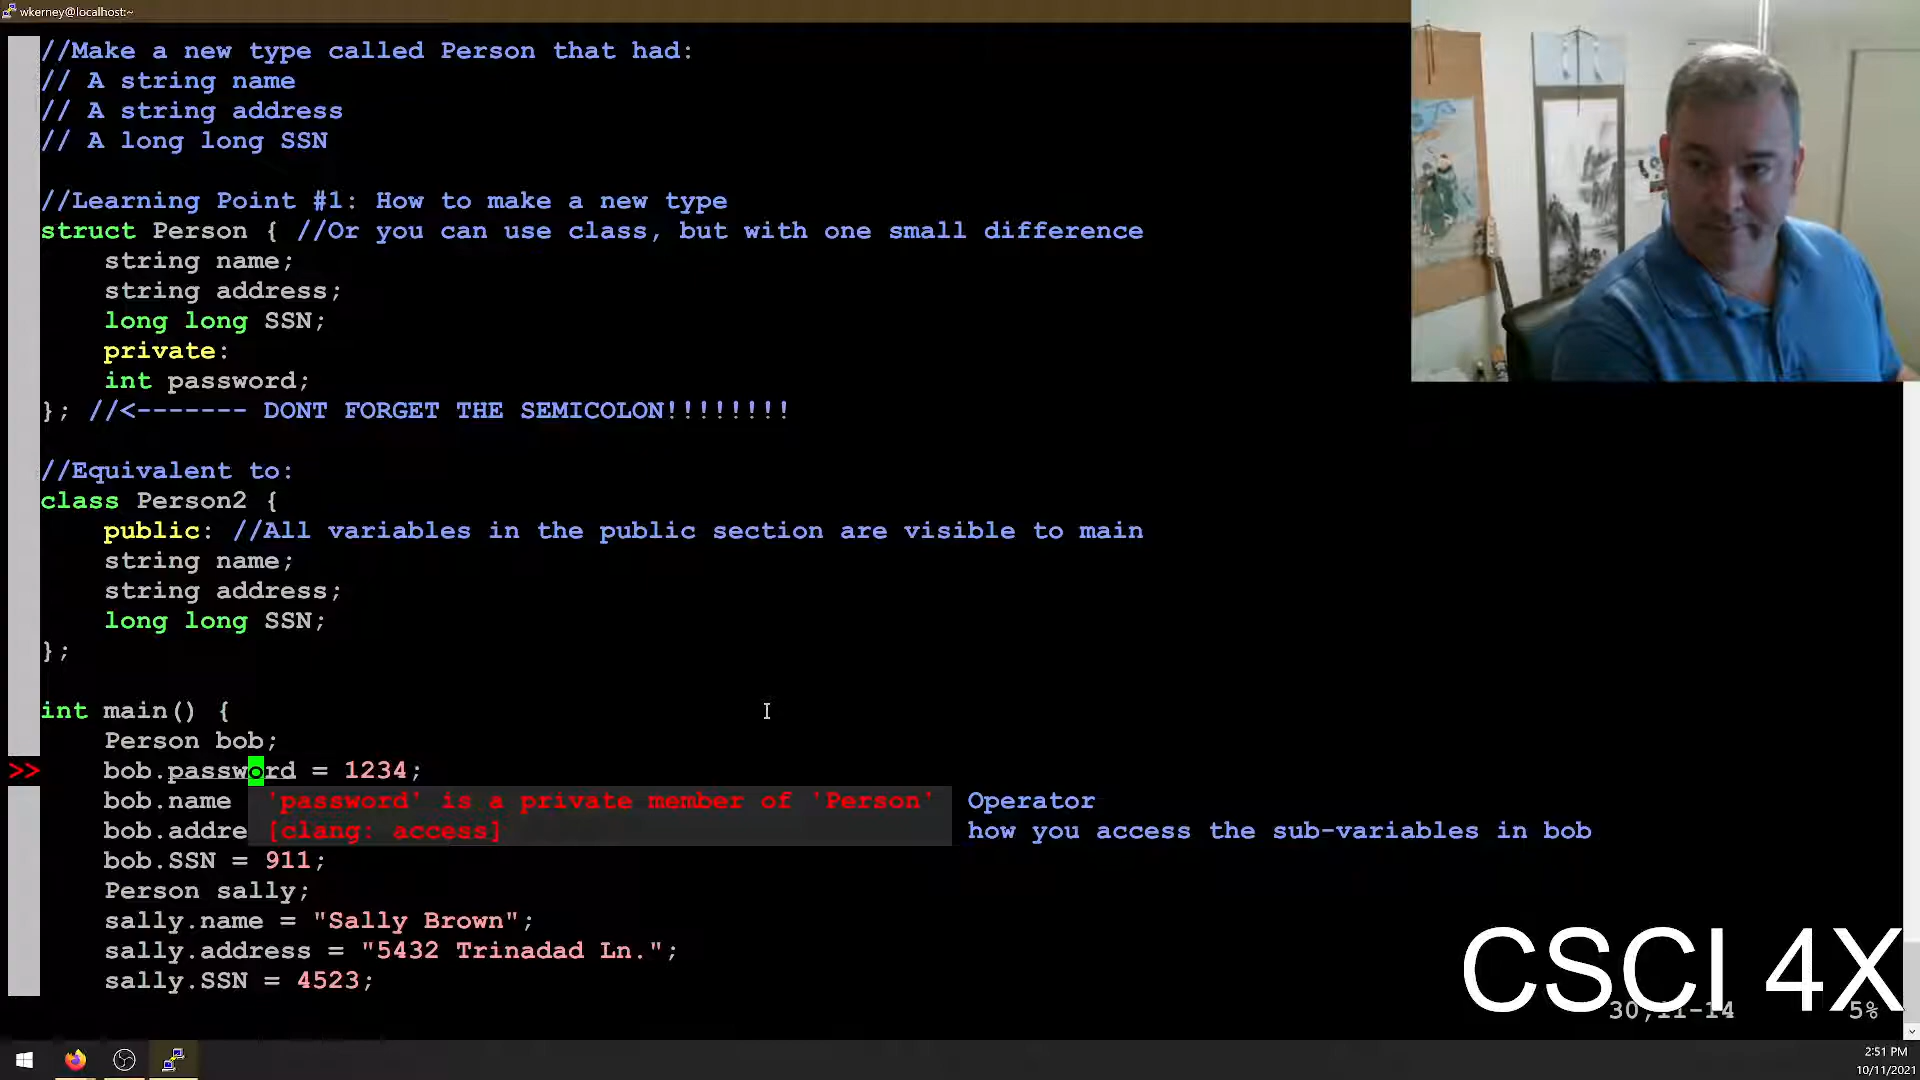 wkerney@localhost:~
//Make a new type called Person that had:
// A string name
// A string address
// A long long SSN
//Learning Point #1: How to make a new type
struct Person { //Or you can use class, but with one small difference
string name;
string address;
long long SSN;
private:
int password;
}; //<------- DONT FORGET THE SEMICOLON!!!!!!!!
//Equivalent to:
class Person2 {
public: //All variables in the public section are visible to main
string name;
string address;
long long SSN;
};
int main() {
Person bob;
>> bob.password = 1234;
bob.name 'password' is a private member of 'Person' Operator
bob.addre [clang: access] how you access the sub-variables in bob
bob.SSN = 911;
Person sally;
sally.name = "Sally Brown";
sally.address = "5432 Trinadad Ln.";
sally.SSN = 4523;
CSCI 4X
30,11-14 5%
2:51 PM
10/11/2021